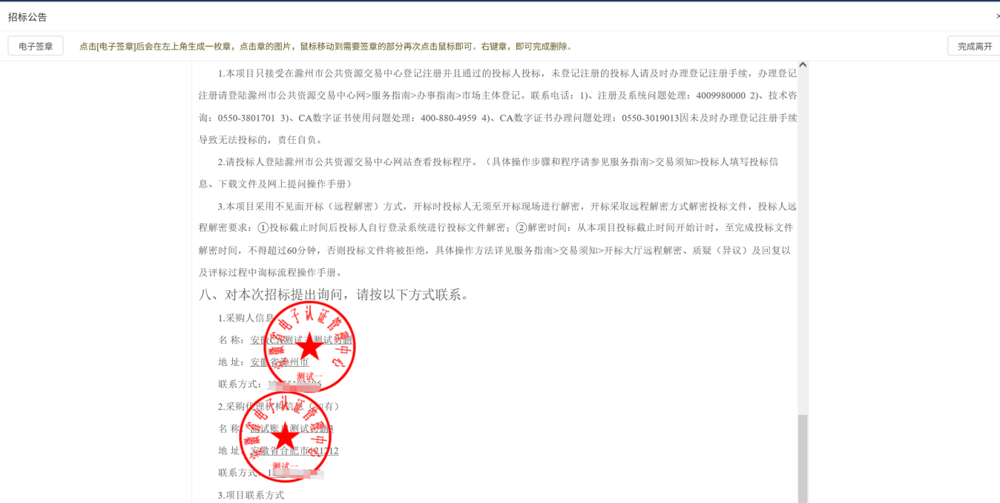 招标公告
×
电子签章
点击[电子签章]后会在左上角生成一枚章，点击章的图片，鼠标移动到需要签章的部分再次点击鼠标即可。右键章，即可完成删除。
完成离开
1.本项目只接受在滁州市公共资源交易中心登记注册并且通过的投标人投标，未登记注册的投标人请及时办理登记注册手续，办理登记
注册请登陆滁州市公共资源交易中心网>服务指南>办事指南>市场主体登记。联系电话：1)、注册及系统问题处理：4009980000 2)、技术咨
询：0550-3801701 3)、CA数字证书使用问题处理：400-880-4959 4)、CA数字证书办理问题处理：0550-3019013因未及时办理登记注册手续
导致无法投标的，责任自负。
2.请投标人登陆滁州市公共资源交易中心网站查看投标程序。（具体操作步骤和程序请参见服务指南>交易须知>投标人填写投标信
息、下载文件及网上提问操作手册）
3.本项目采用不见面开标（远程解密）方式，开标时投标人无须至开标现场进行解密，开标采取远程解密方式解密投标文件，投标人远
程解密要求：①投标截止时间后投标人自行登录系统进行投标文件解密；②解密时间：从本项目投标截止时间开始计时，至完成投标文件
解密时间，不得超过60分钟，否则投标文件将被拒绝，具体操作方法详见服务指南>交易须知>开标大厅远程解密、质疑（异议）及回复以
及评标过程中询标流程操作手册。
八、对本次招标提出询问，请按以下方式联系。
1.采购人信息
安徽省电子认证管理中心
名 称：安徽CA测试 测试勿删
地 址：安徽省滁州市
测试一
联系方式：
2.采购代理机构信息（如有）
安徽省电子认证管理中心
名 称：测试账 测试勿删3
地 址：安徽省合肥市121212
测试一
联系方式：
3.项目联系方式